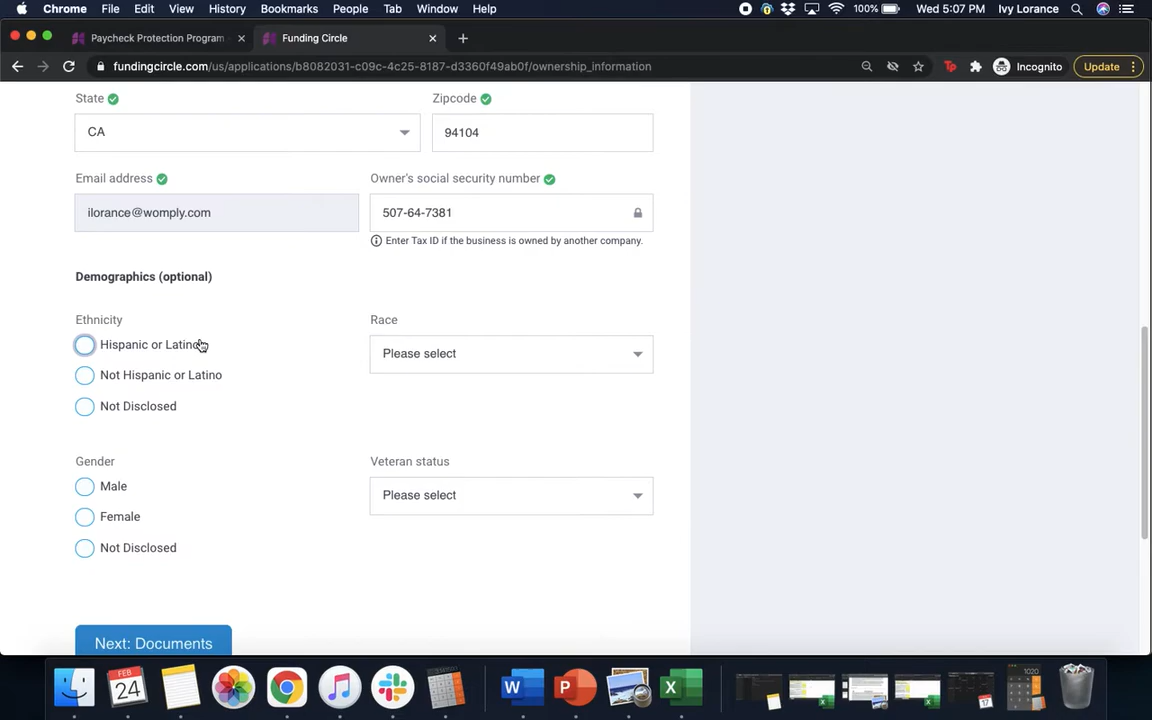 Chrome File Edit View History Bookmarks People Tab Window Help 100% Wed 5:07 PM Ivy Lorance
Paycheck Protection Program Funding Circle
fundingcircle.com/us/applications/b8082031-c09c-4c25-8187-d3360f49ab0f/ownership_information Incognito Update
State Zipcode
CA 94104
Email address Owner's social security number
ilorance@womply.com 507-64-7381
Enter Tax ID if the business is owned by another company.
Demographics (optional)
Ethnicity Race
Hispanic or Latino
Please select
Not Hispanic or Latino
Not Disclosed
Gender Veteran status
Male
Please select
Female
Not Disclosed
Next: Documents
FEB
24
W P X
1020
17